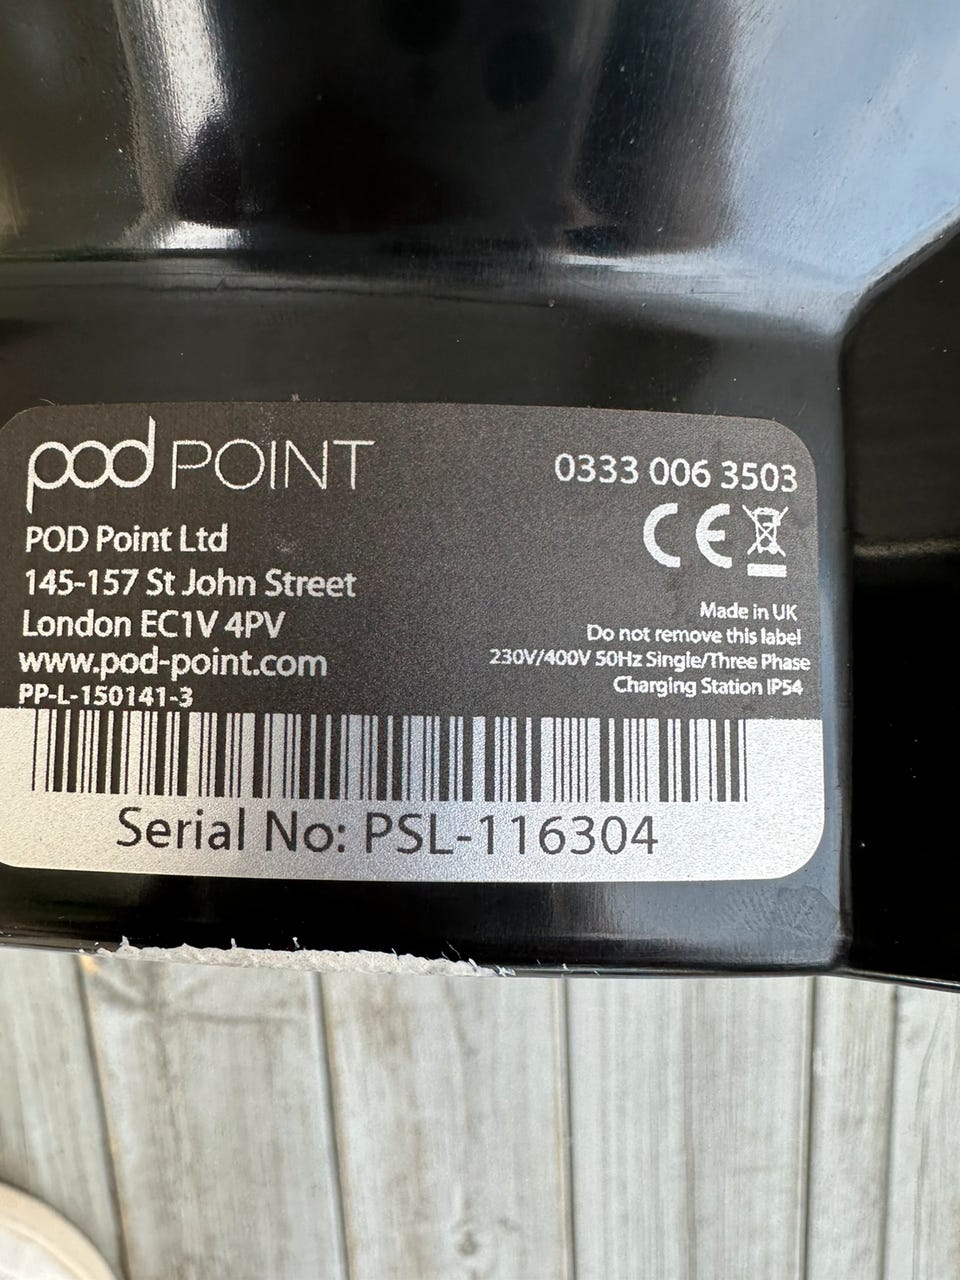 pod POINT
POD Point Ltd
145-157 St John Street
London EC1V 4PV
www.pod-point.com
PP-L-150141-3
0333 006 3503
CE
Made in UK
Do not remove this label
230V/400V 50Hz Single/Three Phase
Charging Station IP54
Serial No: PSL-116304